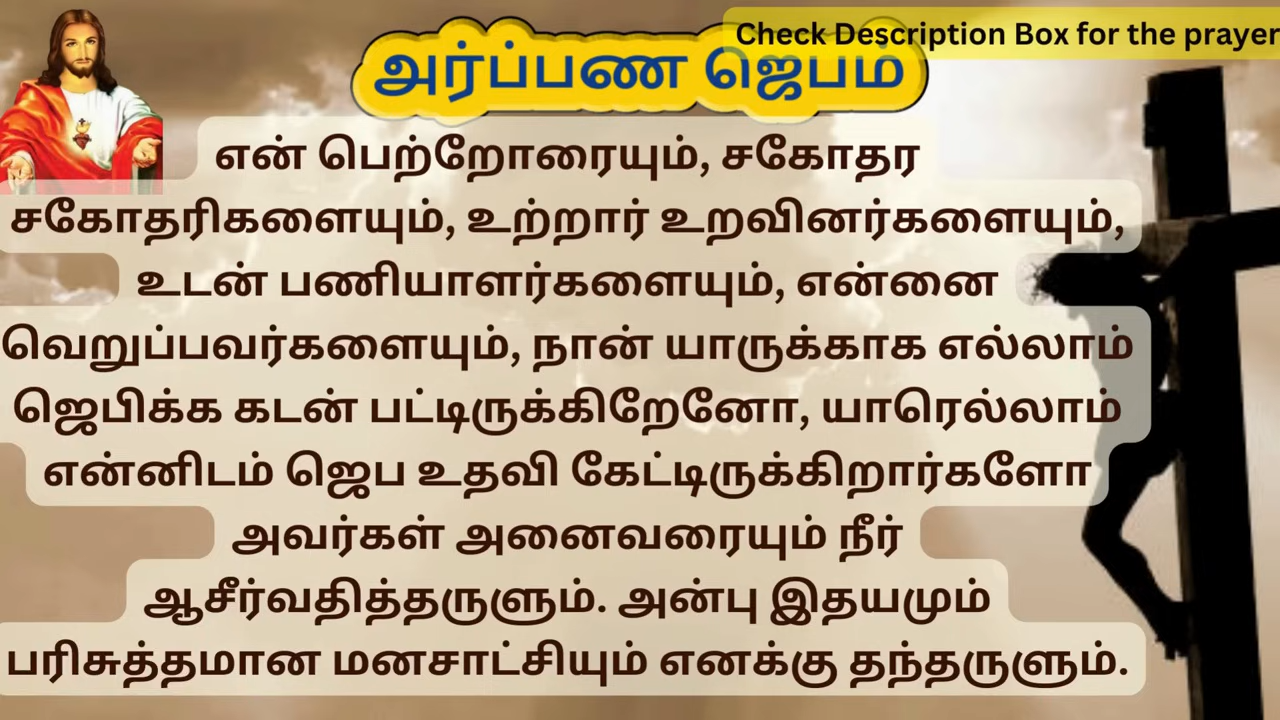 Check Description Box for the prayer
அர்ப்பண ஜெபம்
என் பெற்றோரையும், சகோதர
சகோதரிகளையும், உற்றார் உறவினர்களையும்,
உடன் பணியாளர்களையும், என்னை
வெறுப்பவர்களையும், நான் யாருக்காக எல்லாம்
ஜெபிக்க கடன் பட்டிருக்கிறேனோ, யாரெல்லாம்
என்னிடம் ஜெப உதவி கேட்டிருக்கிறார்களோ
அவர்கள் அனைவரையும் நீர்
ஆசீர்வதித்தருளும். அன்பு இதயமும்
பரிசுத்தமான மனசாட்சியும் எனக்கு தந்தருளும்.